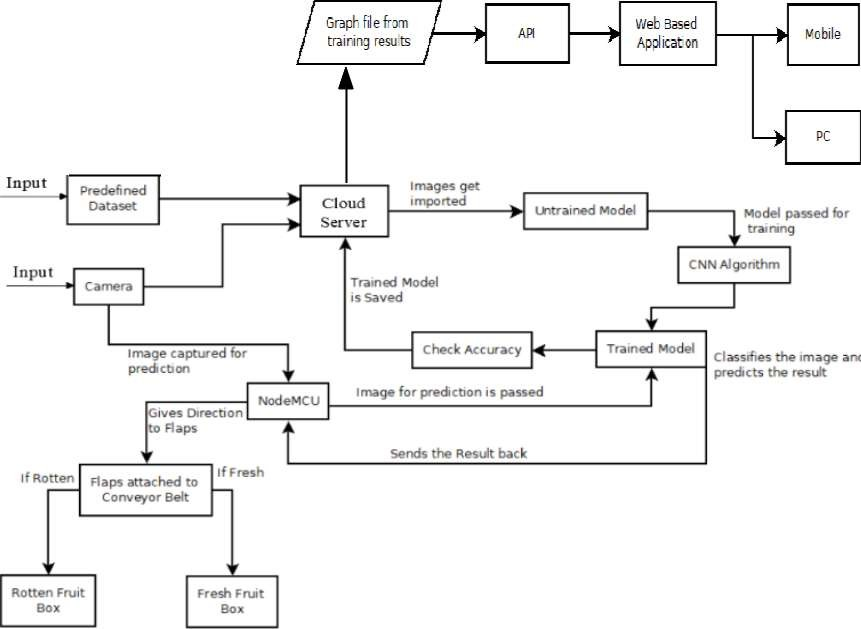 Graph file from
training results
API
Web Based
Application
Mobile
PC
Input
Predefined
Dataset
Cloud
Server
Images get
imported
Untrained Model
Model passed for
training
CNN Algorithm
Input
Camera
Trained Model
is Saved
Check Accuracy
Trained Model
Classifies the image and
predicts the result
Image captured for
prediction
NodeMCU
Image for prediction is passed
Gives Direction
to Flaps
Sends the Result back
If Rotten
Flaps attached to
Conveyor Belt
If Fresh
Rotten Fruit
Box
Fresh Fruit
Box